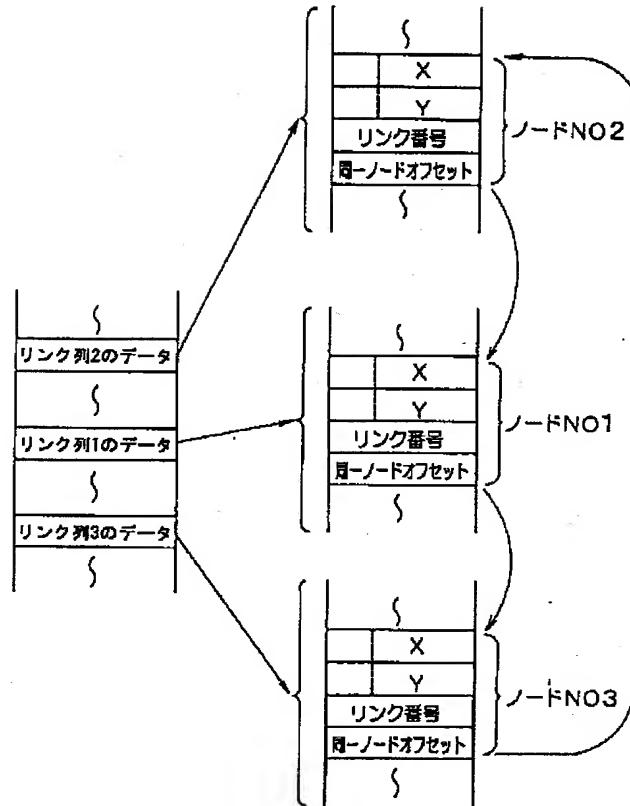 X
Y
リンク番号
同一ノードオフセット
ノードNO2
リンク列2のデータ
リンク列1のデータ
リンク列3のデータ
X
Y
リンク番号
同一ノードオフセット
ノードNO1
X
Y
リンク番号
同一ノードオフセット
ノードNO3